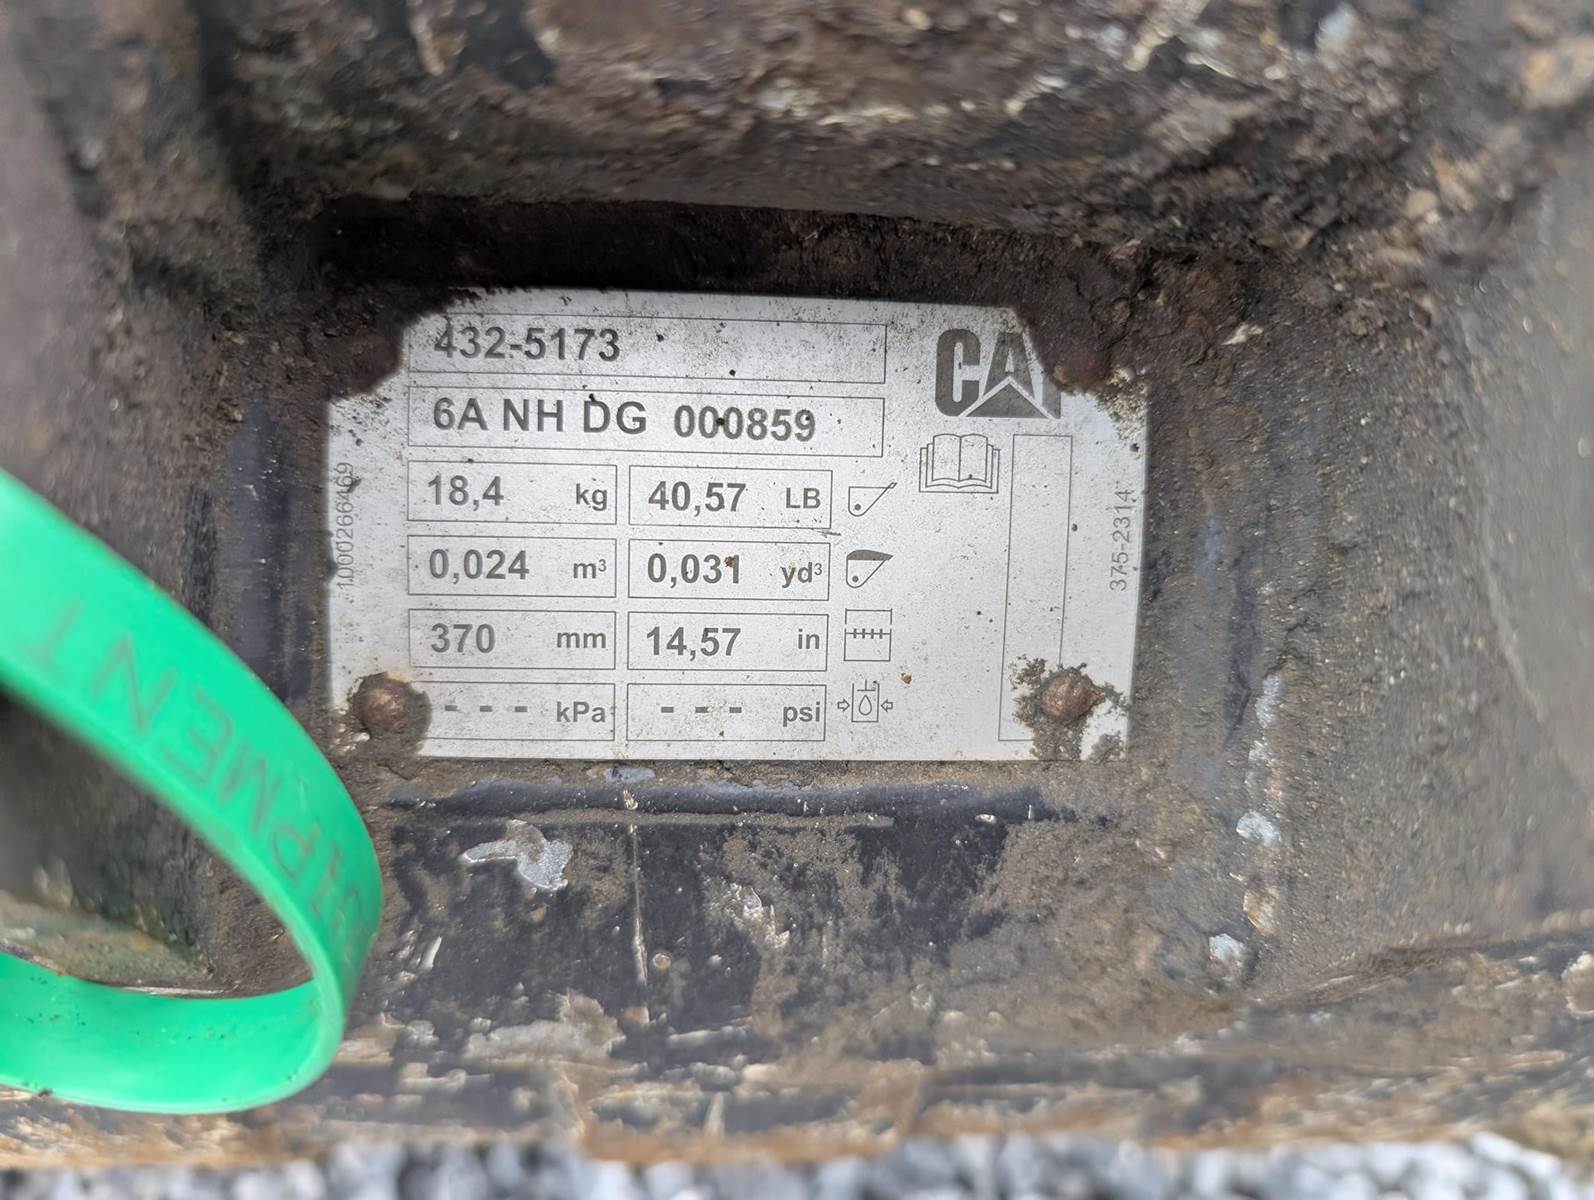 432-5173
CAT
6A NH DG 000859
18,4 kg 40,57 LB
0,024 m³ 0,031 yd³
370 mm 14,57 in
- - - kPa - - - psi
1000266469
375-2314